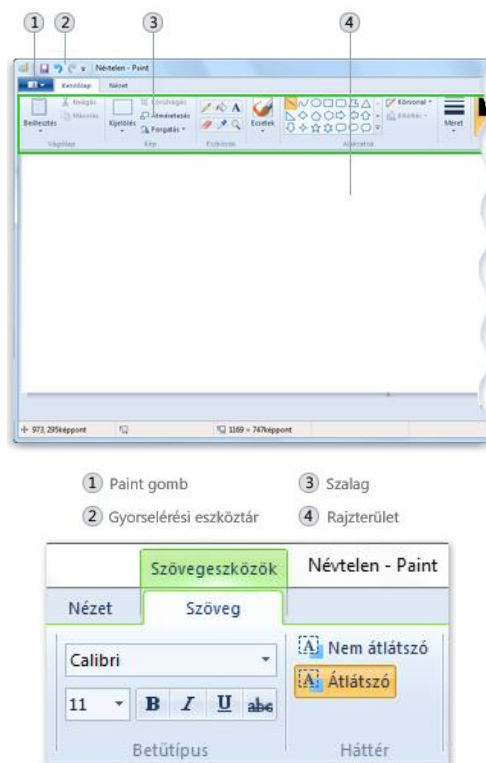 1 2 3 4
Névtelen - Paint
Kezdőlap Nézet
Beillesztés Kivágás Másolás Kijelölés Körülvágás Átméretezés Forgatás Ecsetek Körvonal Kitöltés Méret
Vágólap Kép Eszközök Alakzatok
973, 295képpont 1169 × 747képpont
1 Paint gomb 3 Szalag
2 Gyorselérési eszköztár 4 Rajzterület
Szövegeszközök Névtelen - Paint
Nézet Szöveg
Calibri Nem átlátszó
11 B I U abc Átlátszó
Betűtípus Háttér